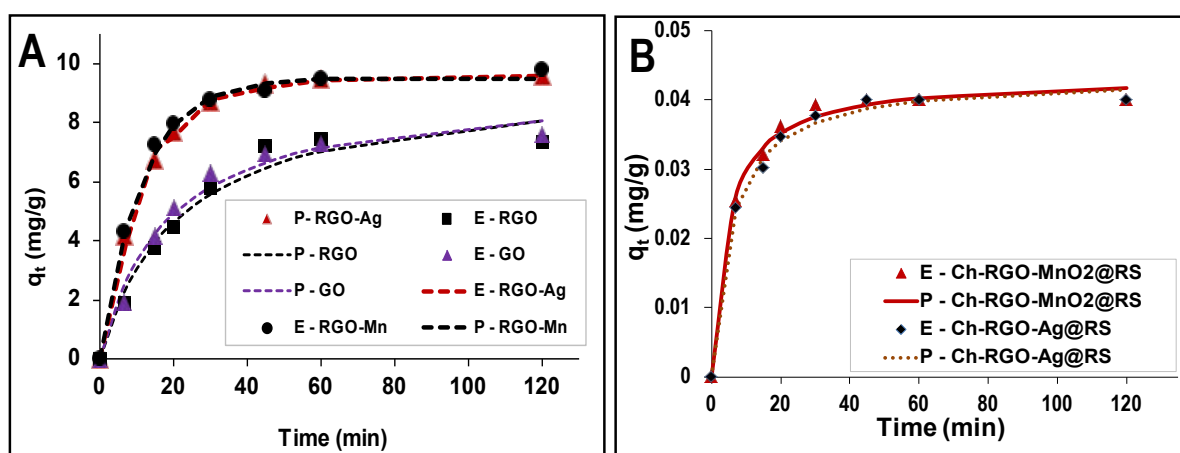 A
10
8
6
4
2
0
qt (mg/g)
P- RGO-Ag
E - RGO
P - RGO
E - GO
P - GO
E - RGO-Ag
E - RGO-Mn
P - RGO-Mn
0 20 40 60 80 100 120
Time (min)
B
0.05
0.04
0.03
0.02
0.01
0
qt (mg/g)
E - Ch-RGO-MnO2@RS
P - Ch-RGO-MnO2@RS
E - Ch-RGO-Ag@RS
P - Ch-RGO-Ag@RS
0 20 40 60 80 100 120
Time (min)